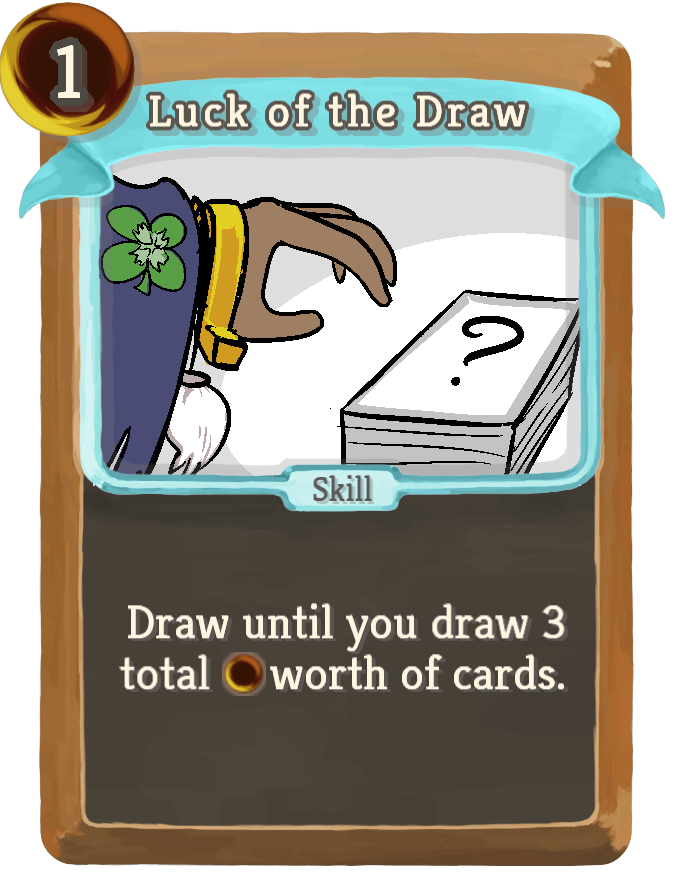 1
Luck of the Draw
?
Skill
Draw until you draw 3
total worth of cards.